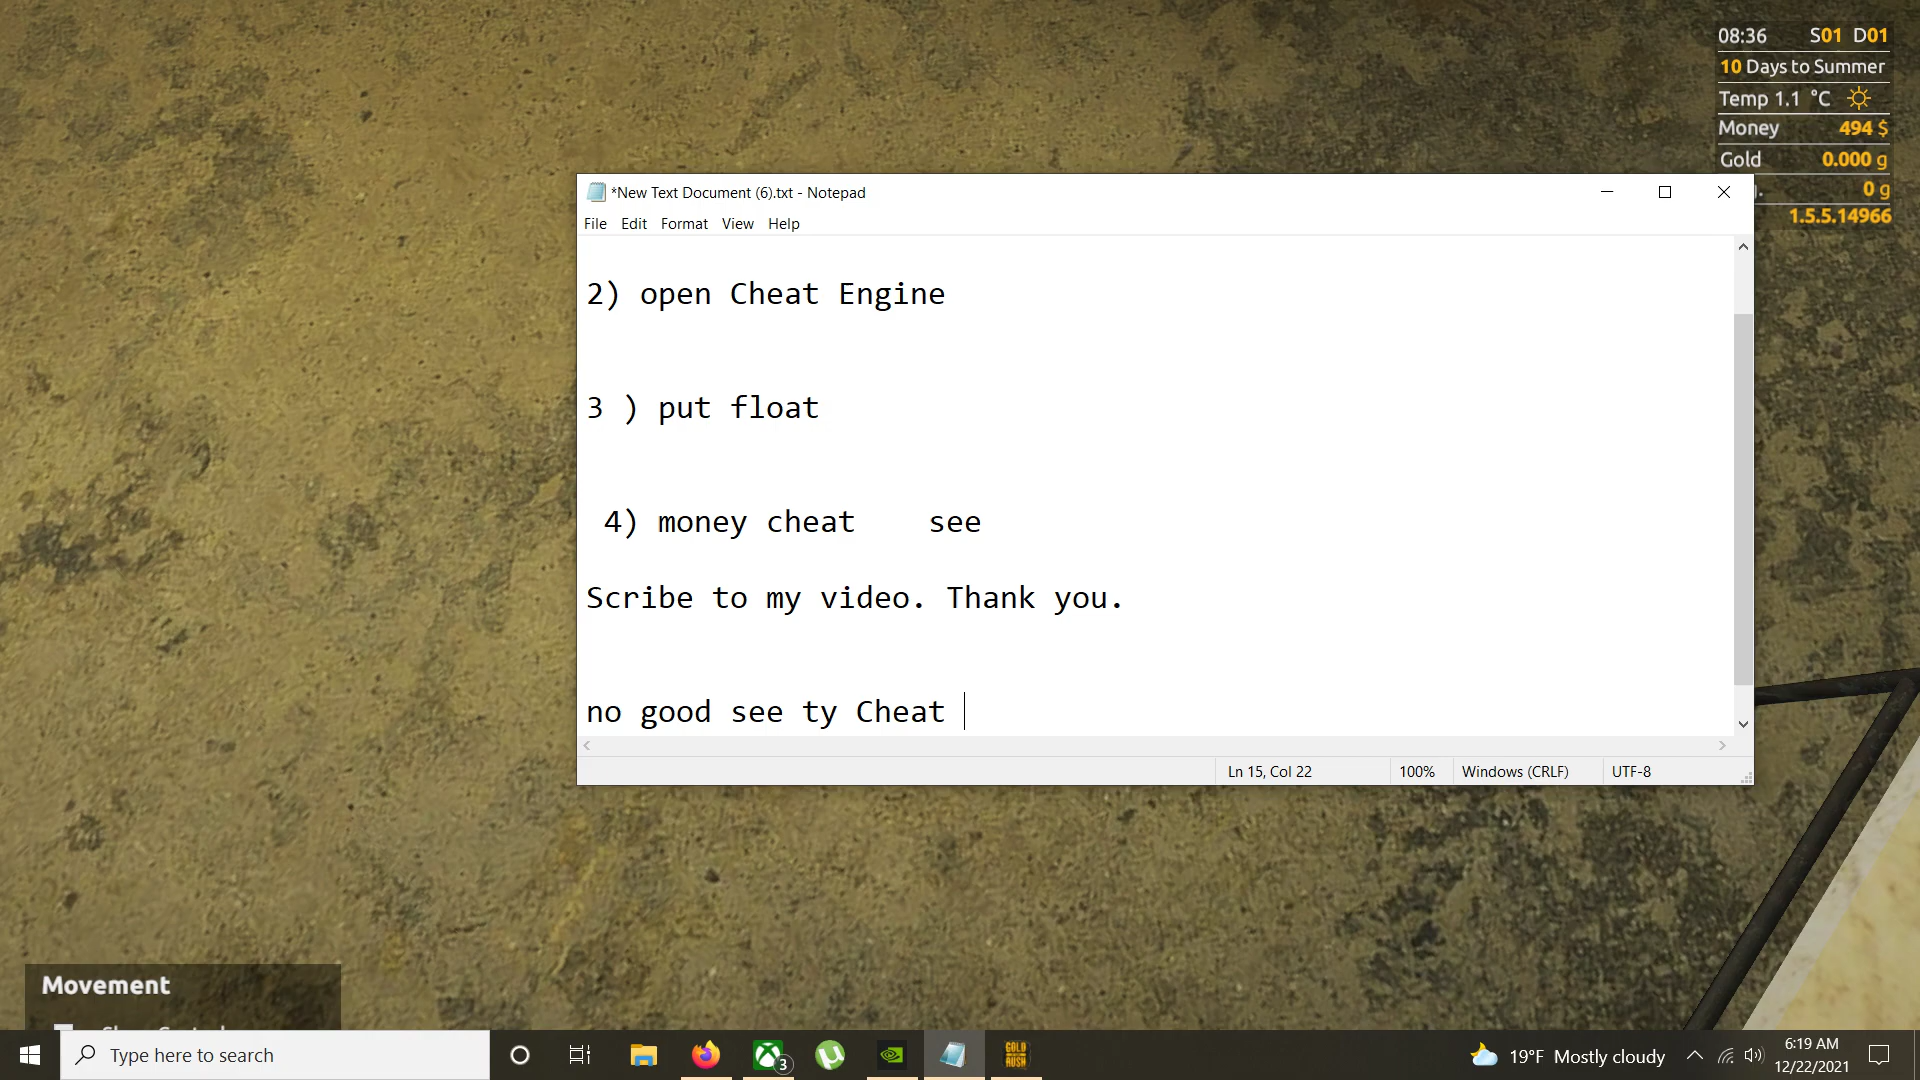 08:36 S01 D01
10 Days to Summer
Temp 1.1 °C
Money 494 $
Gold 0.000 g
0 g
1.5.5.14966
*New Text Document (6).txt - Notepad
File Edit Format View Help
2) open Cheat Engine
3 ) put float
4) money cheat see
Scribe to my video. Thank you.
no good see ty Cheat
Ln 15, Col 22 100% Windows (CRLF) UTF-8
Movement
Type here to search
3
GOLD RUSH
19°F Mostly cloudy
6:19 AM
12/22/2021